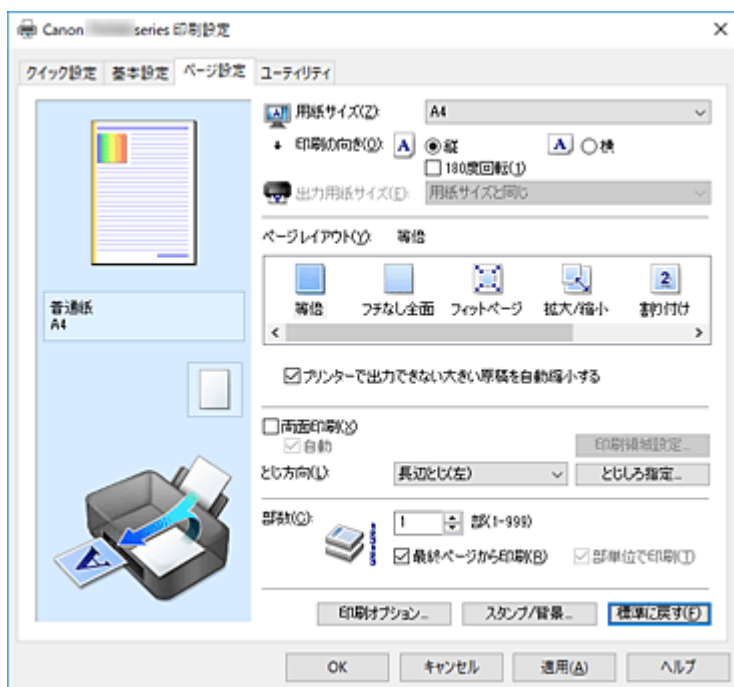 Canon series 印刷設定
クイック設定 基本設定 ページ設定 ユーティリティ
用紙サイズ(Z): A4
印刷の向き(O): A 縦 A 横
180度回転(1)
出力用紙サイズ(E): 用紙サイズと同じ
ページレイアウト(Y): 等倍
等倍 フチなし全面 フィットページ 拡大/縮小 割り付け
普通紙
A4
プリンターで出力できない大きい原稿を自動縮小する
両面印刷(X)
自動 印刷領域設定...
とじ方向(L): 長辺とじ(左) とじしろ指定...
部数(C): 1 部(1-999)
最終ページから印刷(R) 部単位で印刷(T)
印刷オプション... スタンプ/背景... 標準に戻す(F)
OK キャンセル 適用(A) ヘルプ